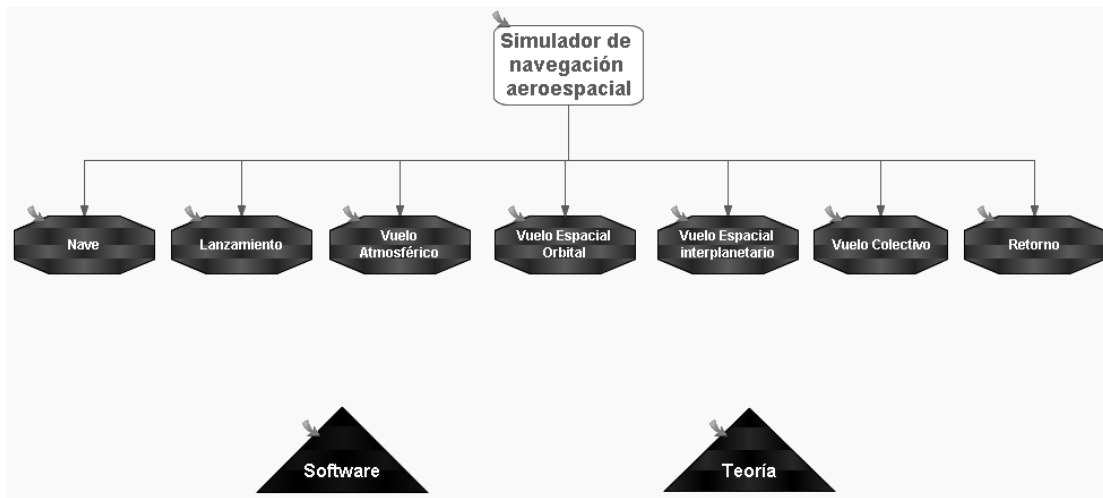 Simulador de
navegación
aeroespacial
Nave
Lanzamiento
Vuelo
Atmosférico
Vuelo Espacial
Orbital
Vuelo Espacial
interplanetario
Vuelo Colectivo
Retorno
Software
Teoría